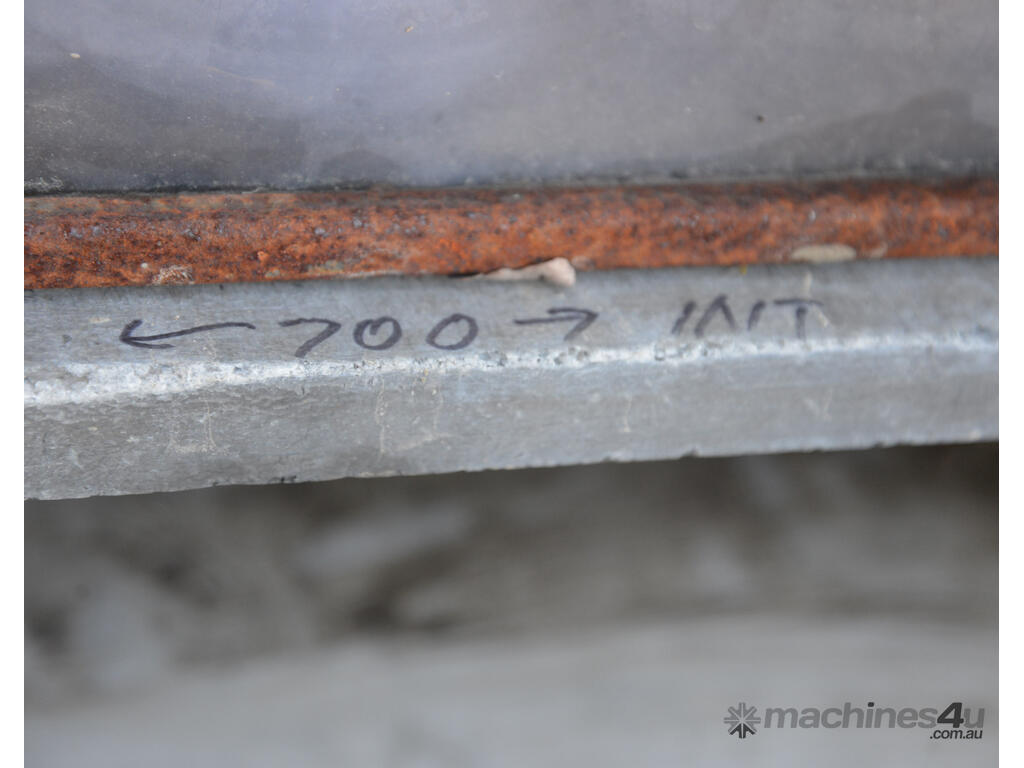 ← 700 → INT
machines4u
.com.au